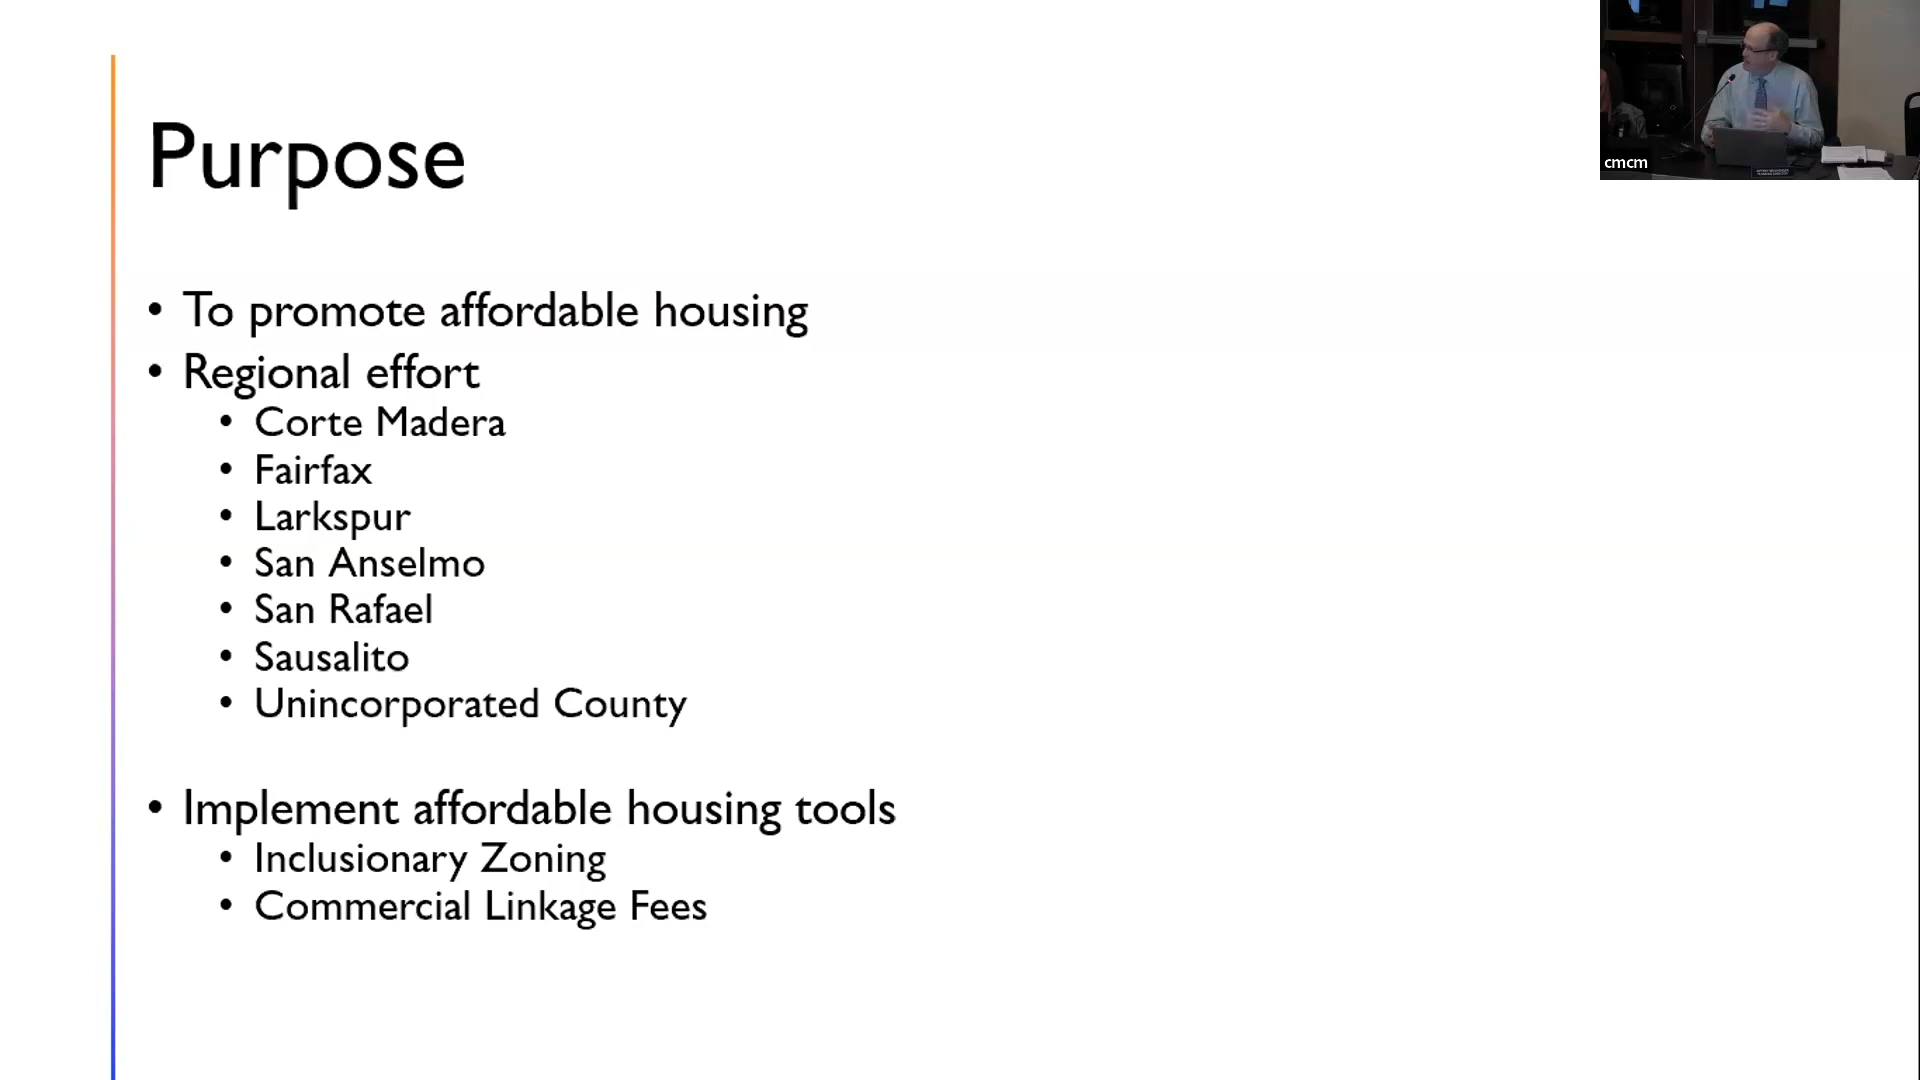 cmcm
Purpose
• To promote affordable housing
• Regional effort
• Corte Madera
• Fairfax
• Larkspur
• San Anselmo
• San Rafael
• Sausalito
• Unincorporated County
• Implement affordable housing tools
• Inclusionary Zoning
• Commercial Linkage Fees